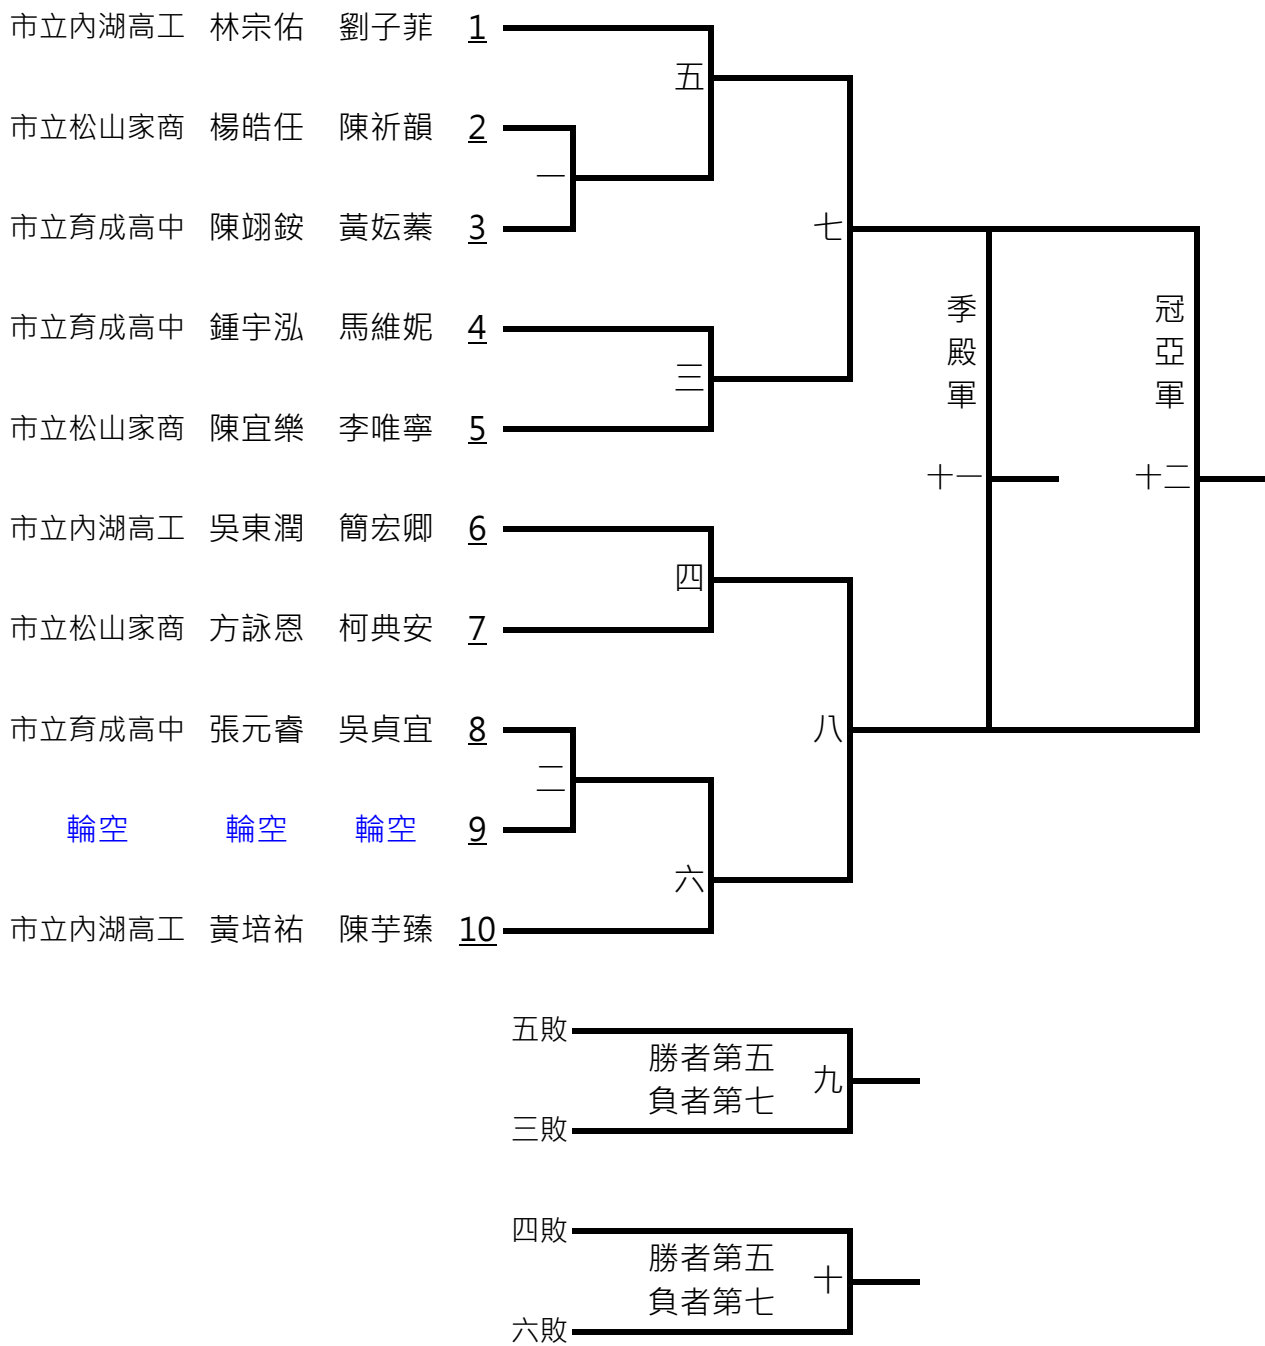 市立內湖高工 林宗佑 劉子菲 1
五
市立松山家商 楊皓任 陳祈韻 2
一
市立育成高中 陳翊銨 黃妘蓁 3
七
季殿軍
冠亞軍
市立育成高中 鍾宇泓 馬維妮 4
三
市立松山家商 陳宜樂 李唯寧 5
十一
十二
市立內湖高工 吳東潤 簡宏卿 6
四
市立松山家商 方詠恩 柯典安 7
市立育成高中 張元睿 吳貞宜 8
八
二
輪空 輪空 輪空 9
六
市立內湖高工 黃培祐 陳芋臻 10
五敗
勝者第五
九
負者第七
三敗
四敗
勝者第五
十
負者第七
六敗